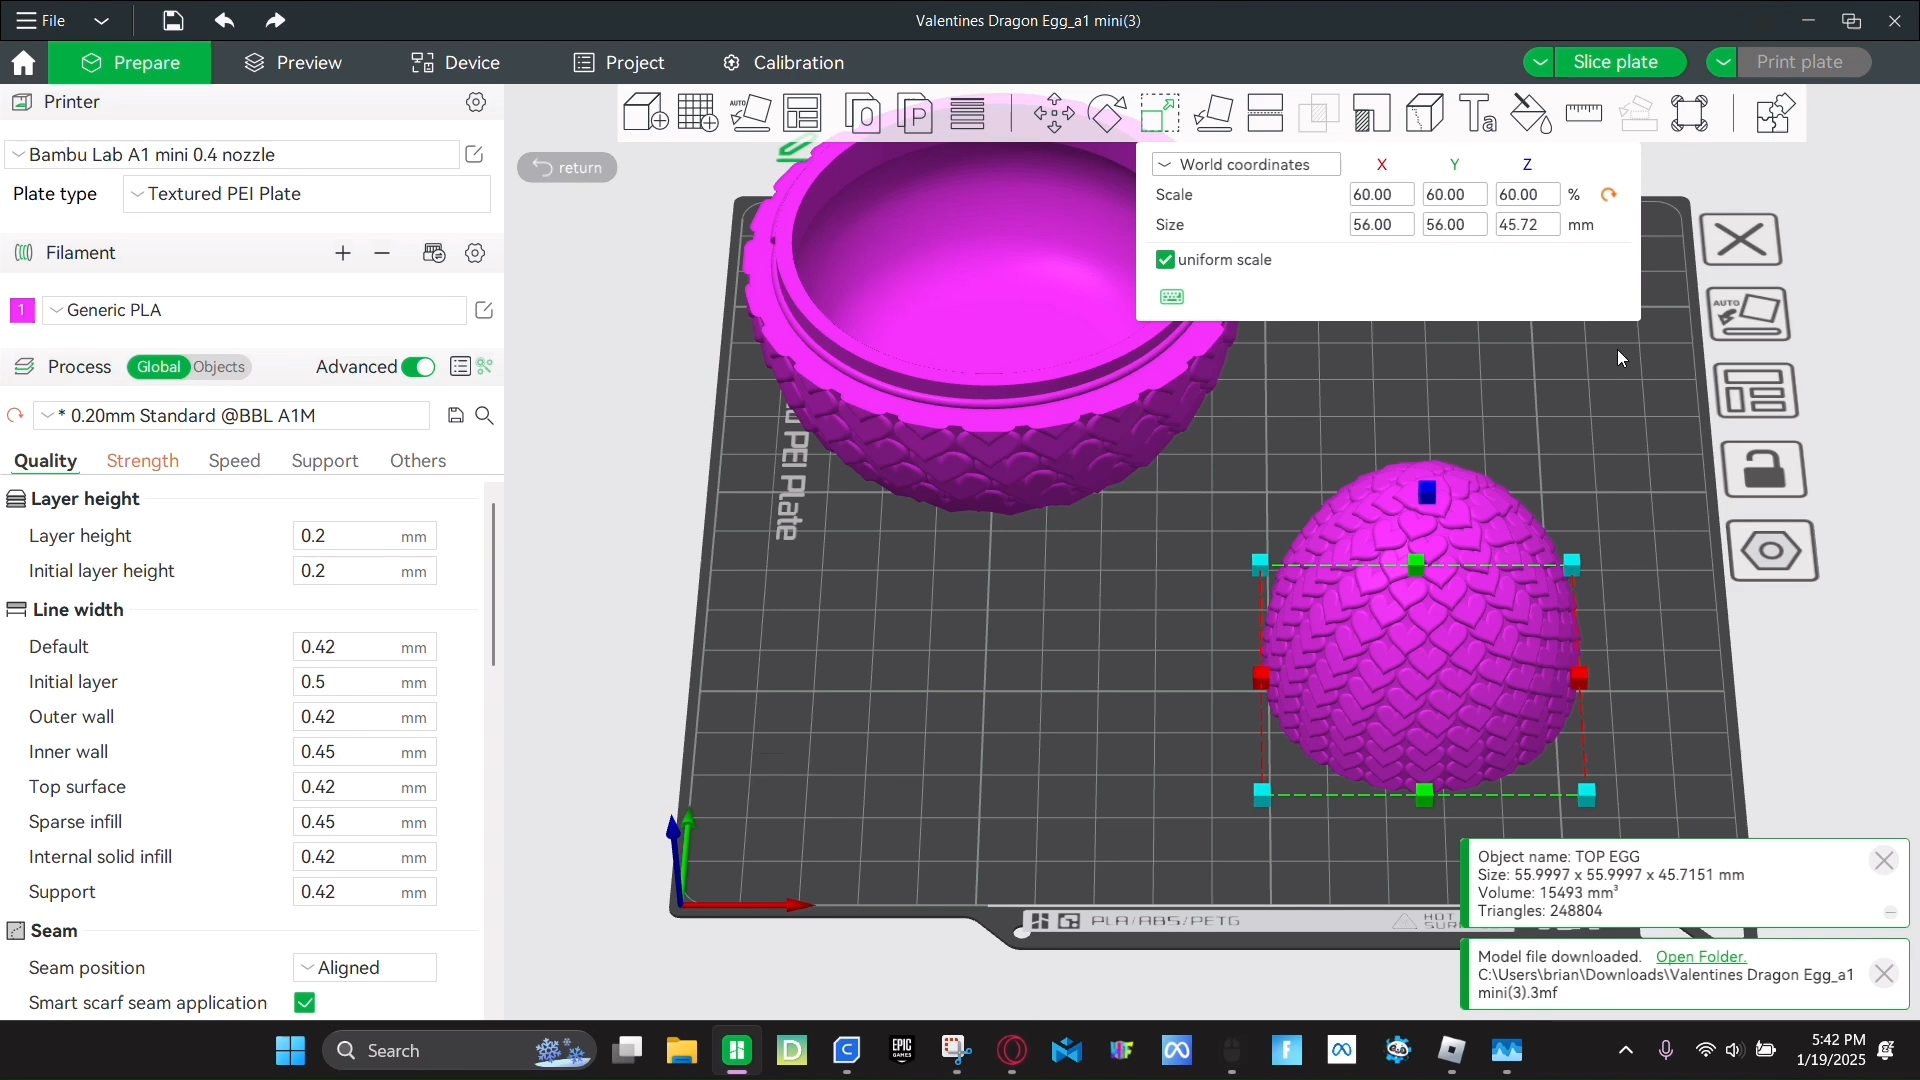 File
Valentines Dragon Egg_a1 mini(3)
Prepare
Preview
Device
Project
Calibration
Slice plate
Print plate
Printer
Bambu Lab A1 mini 0.4 nozzle
Plate type
Textured PEI Plate
Filament
1
Generic PLA
Process
Global
Objects
Advanced
* 0.20mm Standard @BBL A1M
Quality
Strength
Speed
Support
Others
Layer height
Layer height 0.2 mm
Initial layer height 0.2 mm
Line width
Default 0.42 mm
Initial layer 0.5 mm
Outer wall 0.42 mm
Inner wall 0.45 mm
Top surface 0.42 mm
Sparse infill 0.45 mm
Internal solid infill 0.42 mm
Support 0.42 mm
Seam
Seam position Aligned
Smart scarf seam application
AUTO
return
World coordinates X Y Z
Scale 60.00 60.00 60.00 %
Size 56.00 56.00 45.72 mm
uniform scale
AUTO
PEI Plate
PLA/ABS/PETG
HOT
Object name: TOP EGG
Size: 55.9997 x 55.9997 x 45.7151 mm
Volume: 15493 mm³
Triangles: 248804
Model file downloaded. Open Folder.
C:\Users\brian\Downloads\Valentines Dragon Egg_a1
mini(3).3mf
Search
EPIC
GAMES
5:42 PM
1/19/2025